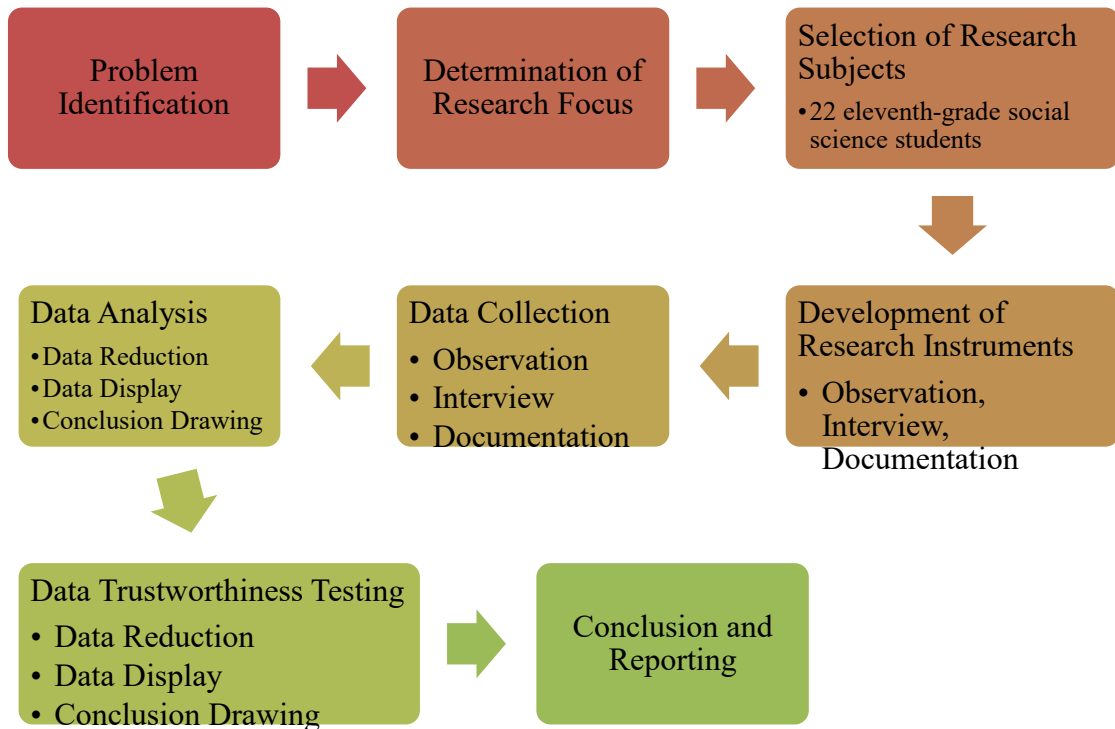 Problem
Identification
Determination of
Research Focus
Selection of Research
Subjects
•22 eleventh-grade social
science students
Development of
Research Instruments
• Observation,
Interview,
Documentation
Data Collection
• Observation
• Interview
• Documentation
Data Analysis
•Data Reduction
•Data Display
•Conclusion Drawing
Data Trustworthiness Testing
• Data Reduction
• Data Display
• Conclusion Drawing
Conclusion and
Reporting